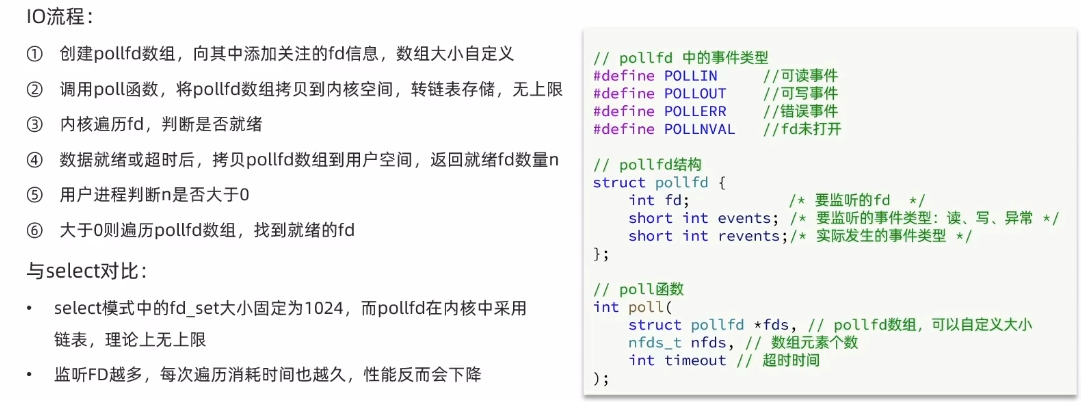 IO流程：
① 创建pollfd数组，向其中添加关注的fd信息，数组大小自定义
② 调用poll函数，将pollfd数组拷贝到内核空间，转链表存储，无上限
③ 内核遍历fd，判断是否就绪
④ 数据就绪或超时后，拷贝pollfd数组到用户空间，返回就绪fd数量n
⑤ 用户进程判断n是否大于0
⑥ 大于0则遍历pollfd数组，找到就绪的fd
与select对比：
• select模式中的fd_set大小固定为1024，而pollfd在内核中采用
链表，理论上无上限
• 监听FD越多，每次遍历消耗时间也越久，性能反而会下降
// pollfd 中的事件类型
#define POLLIN //可读事件
#define POLLOUT //可写事件
#define POLLERR //错误事件
#define POLLNVAL //fd未打开
// pollfd结构
struct pollfd {
int fd; /* 要监听的fd */
short int events; /* 要监听的事件类型：读、写、异常 */
short int revents;/* 实际发生的事件类型 */
};
// poll函数
int poll(
struct pollfd *fds, // pollfd数组，可以自定义大小
nfds_t nfds, // 数组元素个数
int timeout // 超时时间
);